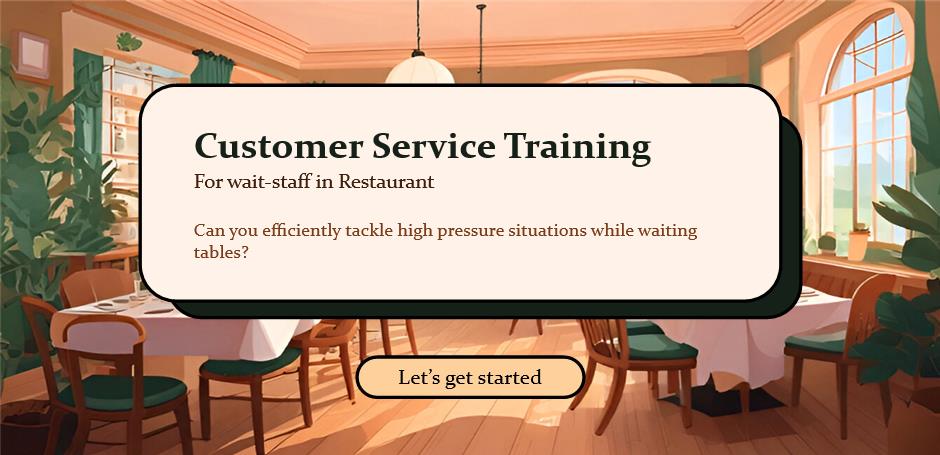 Customer Service Training
For wait-staff in Restaurant
Can you efficiently tackle high pressure situations while waiting
tables?
Let's get started